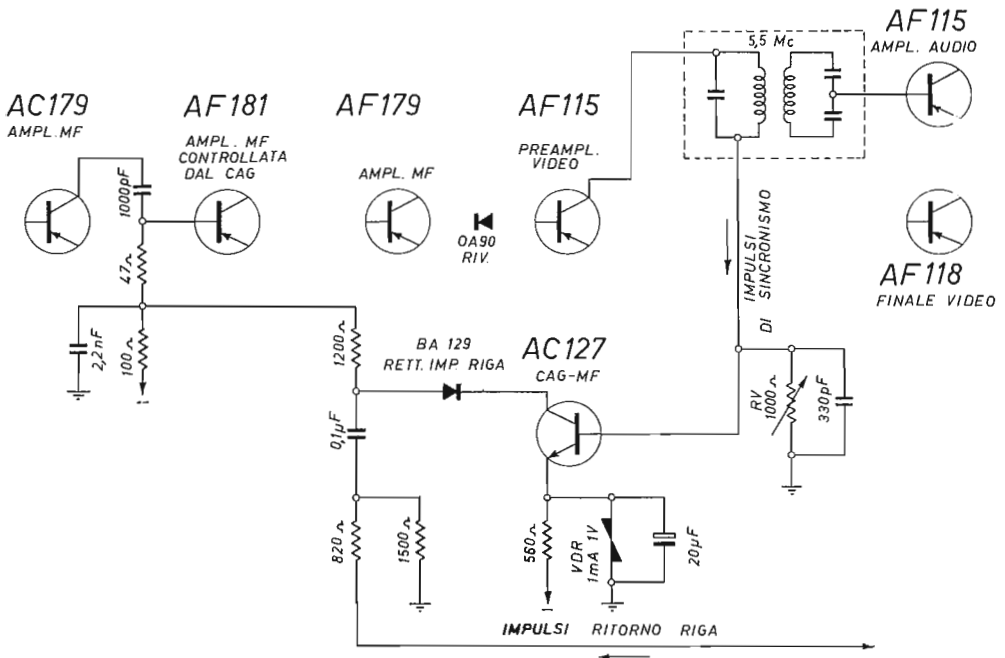 AF115
AMPL. AUDIO
5,5 Mc
AC179
AMPL. MF
AF181
AMPL. MF
CONTROLLATA
DAL CAG
AF179
AMPL. MF
AF115
PREAMPL.
VIDEO
1000pF
OA90
RIV.
47Ω
IMPULSI
DI SINCRONISMO
AF118
FINALE VIDEO
2,2nF
100Ω
1200Ω
BA 129
RETT. IMP. RIGA
AC127
CAG-MF
RV
1000Ω
330pF
0,1µF
820Ω
1500Ω
560Ω
VDR
1mA 1V
20µF
IMPULSI RITORNO RIGA